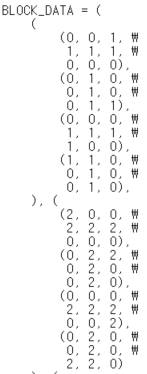 BLOCK_DATA = (
(
(0, 0, 1, ₩
1, 1, 1, ₩
0, 0, 0),
(0, 1, 0, ₩
0, 1, 0, ₩
0, 1, 1),
(0, 0, 0, ₩
1, 1, 1, ₩
1, 0, 0),
(1, 1, 0, ₩
0, 1, 0, ₩
0, 1, 0),
), (
(2, 0, 0, ₩
2, 2, 2, ₩
0, 0, 0),
(0, 2, 2, ₩
0, 2, 0, ₩
0, 2, 0),
(0, 0, 0, ₩
2, 2, 2, ₩
0, 0, 2),
(0, 2, 0, ₩
0, 2, 0, ₩
2, 2, 0)